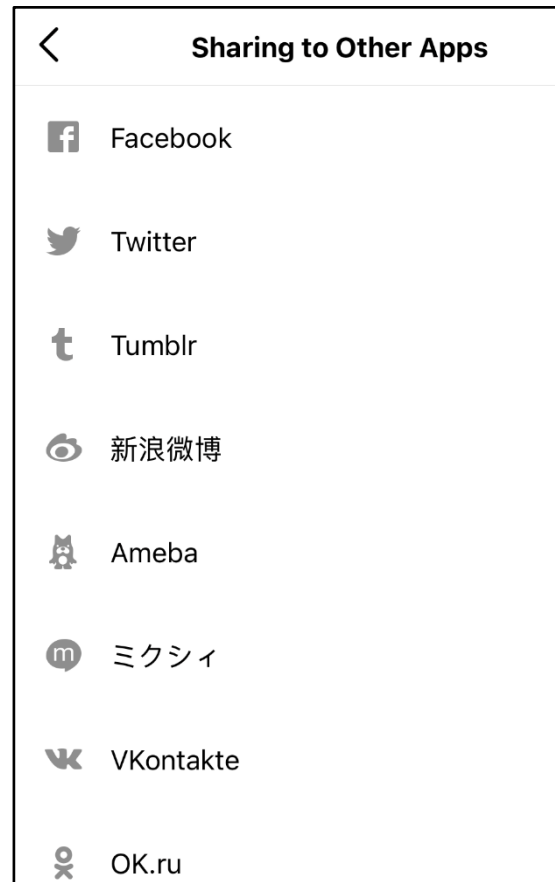 Sharing to Other Apps
Facebook
Twitter
Tumblr
新浪微博
Ameba
ミクシィ
VKontakte
OK.ru